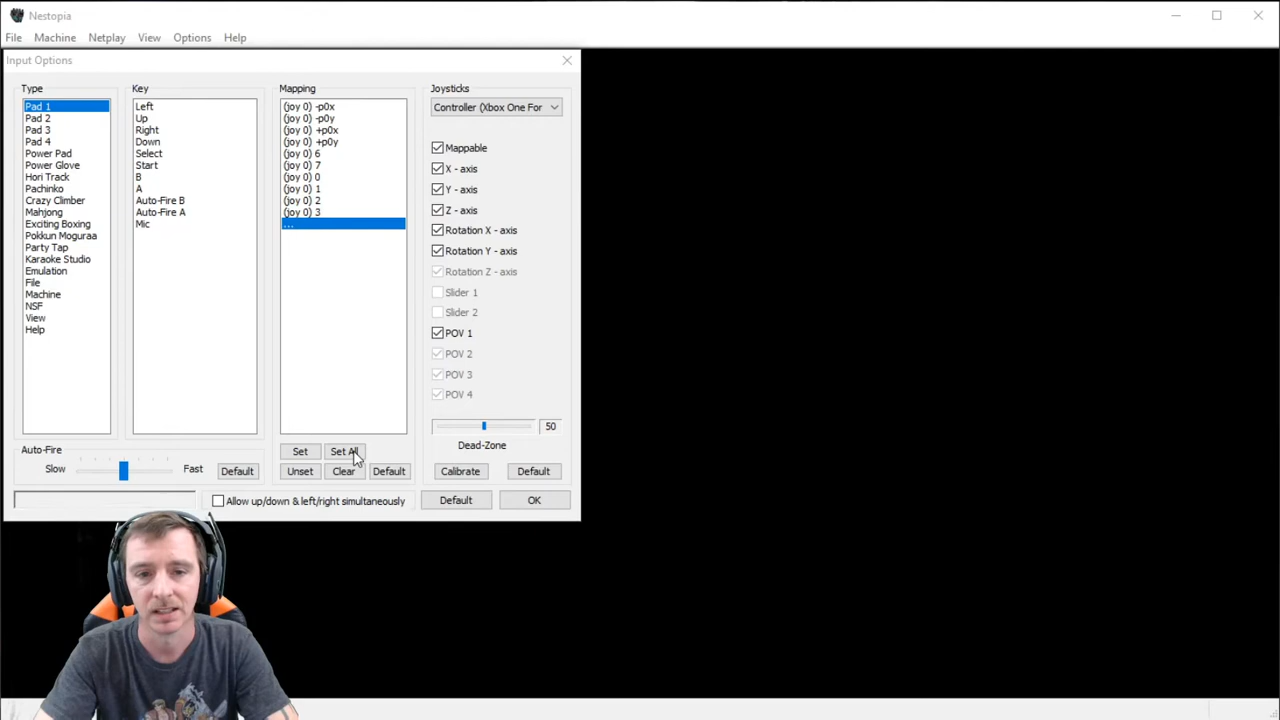 Nestopia
File Machine Netplay View Options Help
Input Options
Type
Pad 1
Pad 2
Pad 3
Pad 4
Power Pad
Power Glove
Hori Track
Pachinko
Crazy Climber
Mahjong
Exciting Boxing
Pokkun Moguraa
Party Tap
Karaoke Studio
Emulation
File
Machine
NSF
View
Help
Key
Left
Up
Right
Down
Select
Start
B
A
Auto-Fire B
Auto-Fire A
Mic
Mapping
(joy 0) -p0x
(joy 0) -p0y
(joy 0) +p0x
(joy 0) +p0y
(joy 0) 6
(joy 0) 7
(joy 0) 0
(joy 0) 1
(joy 0) 2
(joy 0) 3
...
Set Set All
Unset Clear Default
Joysticks
Controller (Xbox One For
Mappable
X - axis
Y - axis
Z - axis
Rotation X - axis
Rotation Y - axis
Rotation Z - axis
Slider 1
Slider 2
POV 1
POV 2
POV 3
POV 4
50
Dead-Zone
Calibrate Default
Auto-Fire
Slow Fast Default
Allow up/down & left/right simultaneously
Default OK